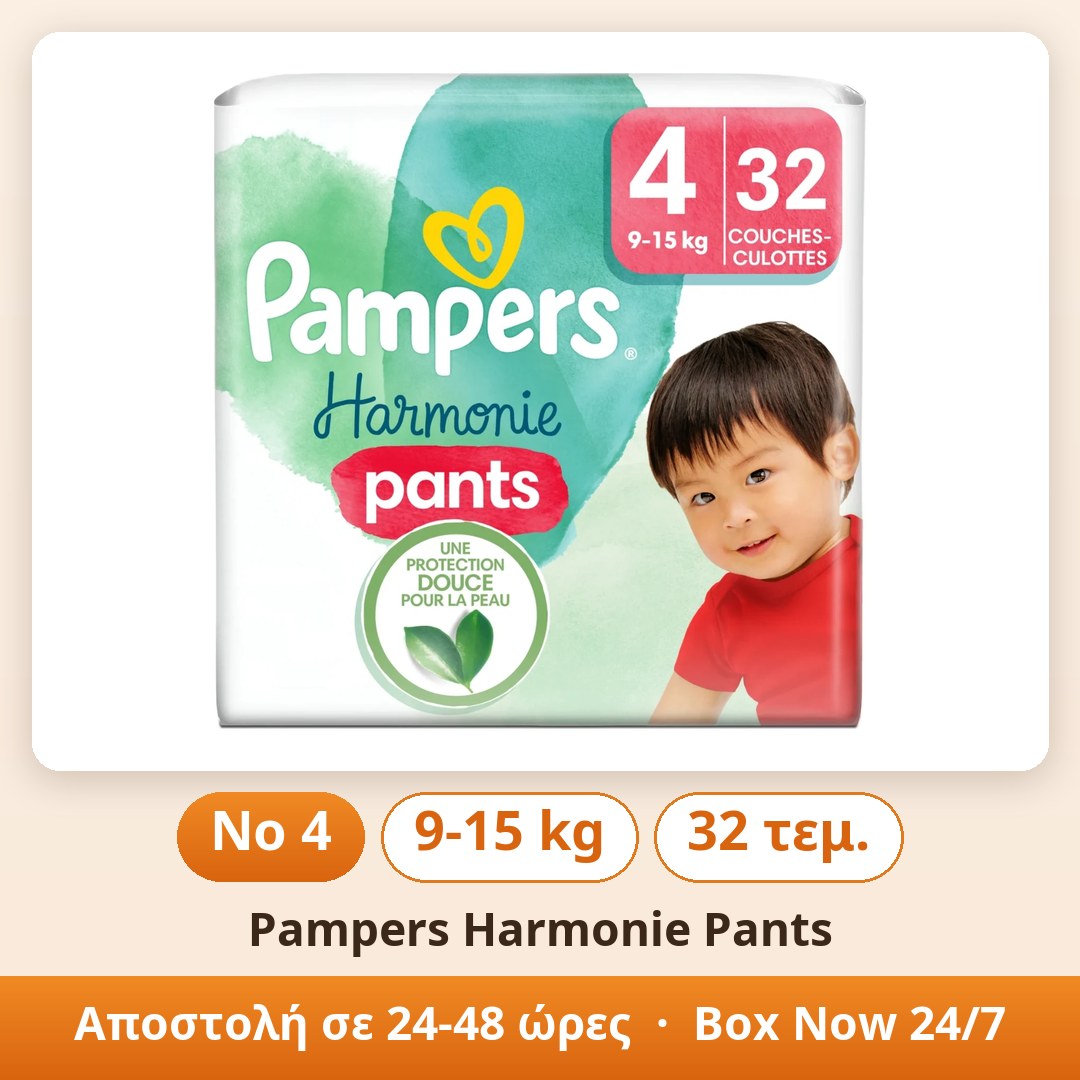 4
9-15 kg
32
COUCHES-
CULOTTES
Pampers®
Harmonie
pants
UNE
PROTECTION
DOUCE
POUR LA PEAU
No 4
9-15 kg
32 τεμ.
Pampers Harmonie Pants
Αποστολή σε 24-48 ώρες · Box Now 24/7